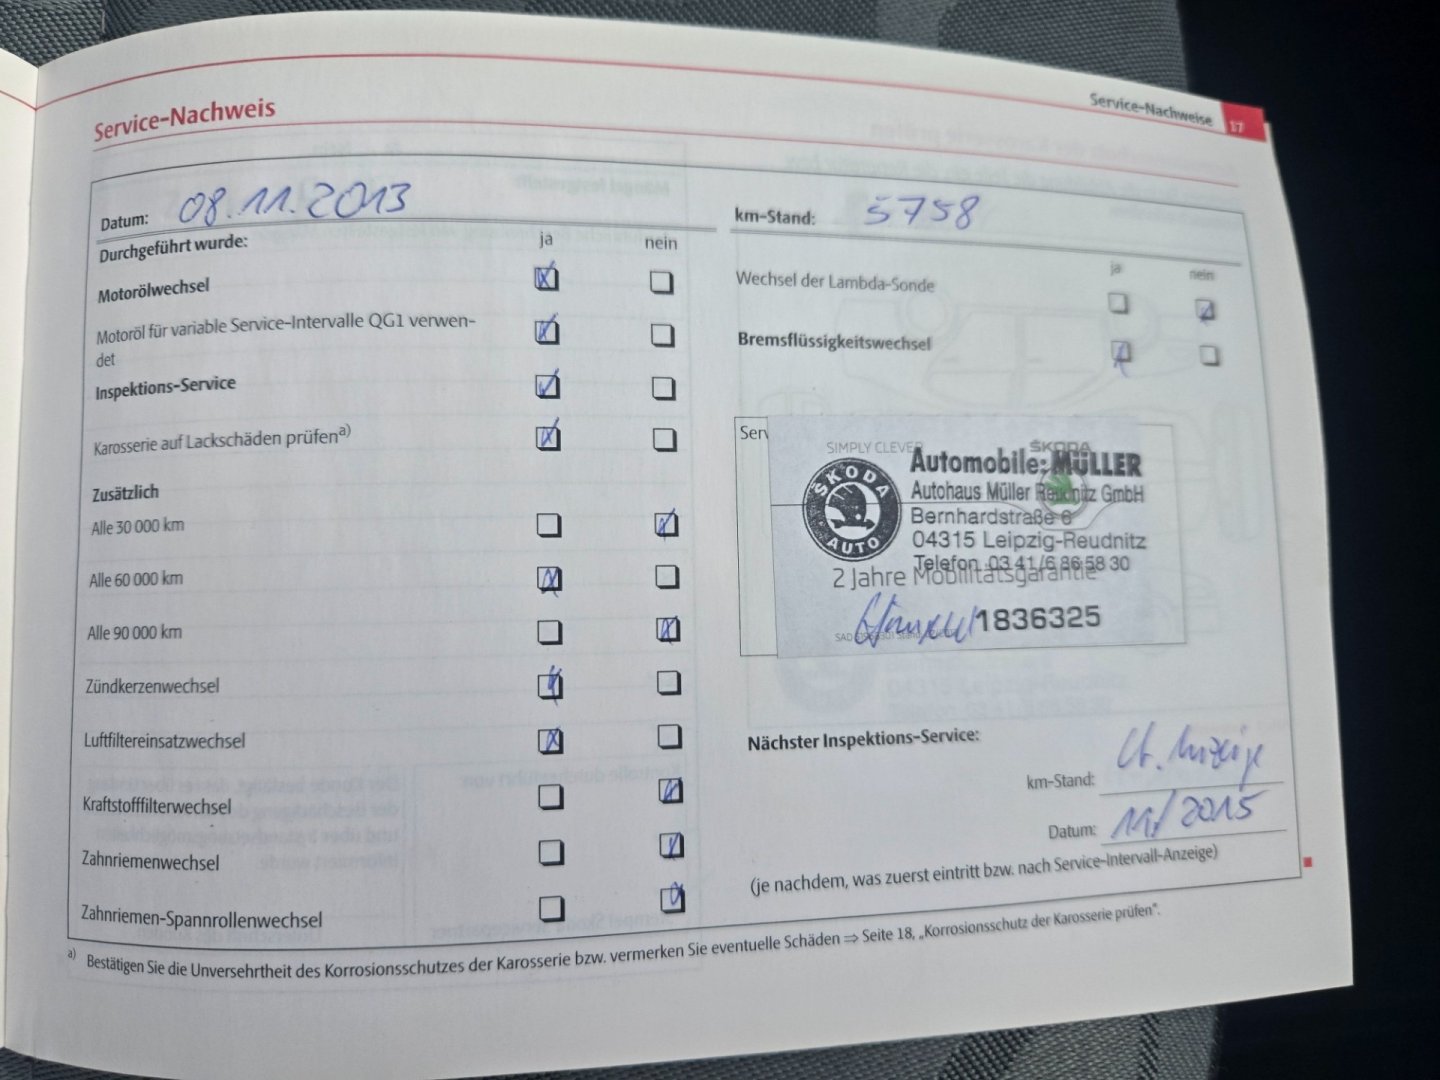 Service-Nachweise 17
Service-Nachweis
Datum: 08.11.2013
km-Stand: 5758
Durchgeführt wurde: ja nein
Motorölwechsel
Motoröl für variable Service-Intervalle QG1 verwen-
det
Inspektions-Service
Karosserie auf Lackschäden prüfen a)
Zusätzlich
Alle 30 000 km
Alle 60 000 km
Alle 90 000 km
Zündkerzenwechsel
Luftfiltereinsatzwechsel
Kraftstofffilterwechsel
Zahnriemenwechsel
Zahnriemen-Spannrollenwechsel
ja nein
Wechsel der Lambda-Sonde
Bremsflüssigkeitswechsel
SIMPLY CLEVER ŠKODA
ŠKODA AUTO
Automobile: MÜLLER
Autohaus Müller Reudnitz GmbH
Bernhardstraße 6
04315 Leipzig-Reudnitz
Telefon 03 41/6 86 58 30
2 Jahre Mobilitätsgarantie
1836325
Nächster Inspektions-Service:
km-Stand: lt. Anzeige
Datum: 11/2015
(je nachdem, was zuerst eintritt bzw. nach Service-Intervall-Anzeige)
a) Bestätigen Sie die Unversehrtheit des Korrosionsschutzes der Karosserie bzw. vermerken Sie eventuelle Schäden ⇒ Seite 18, „Korrosionsschutz der Karosserie prüfen".